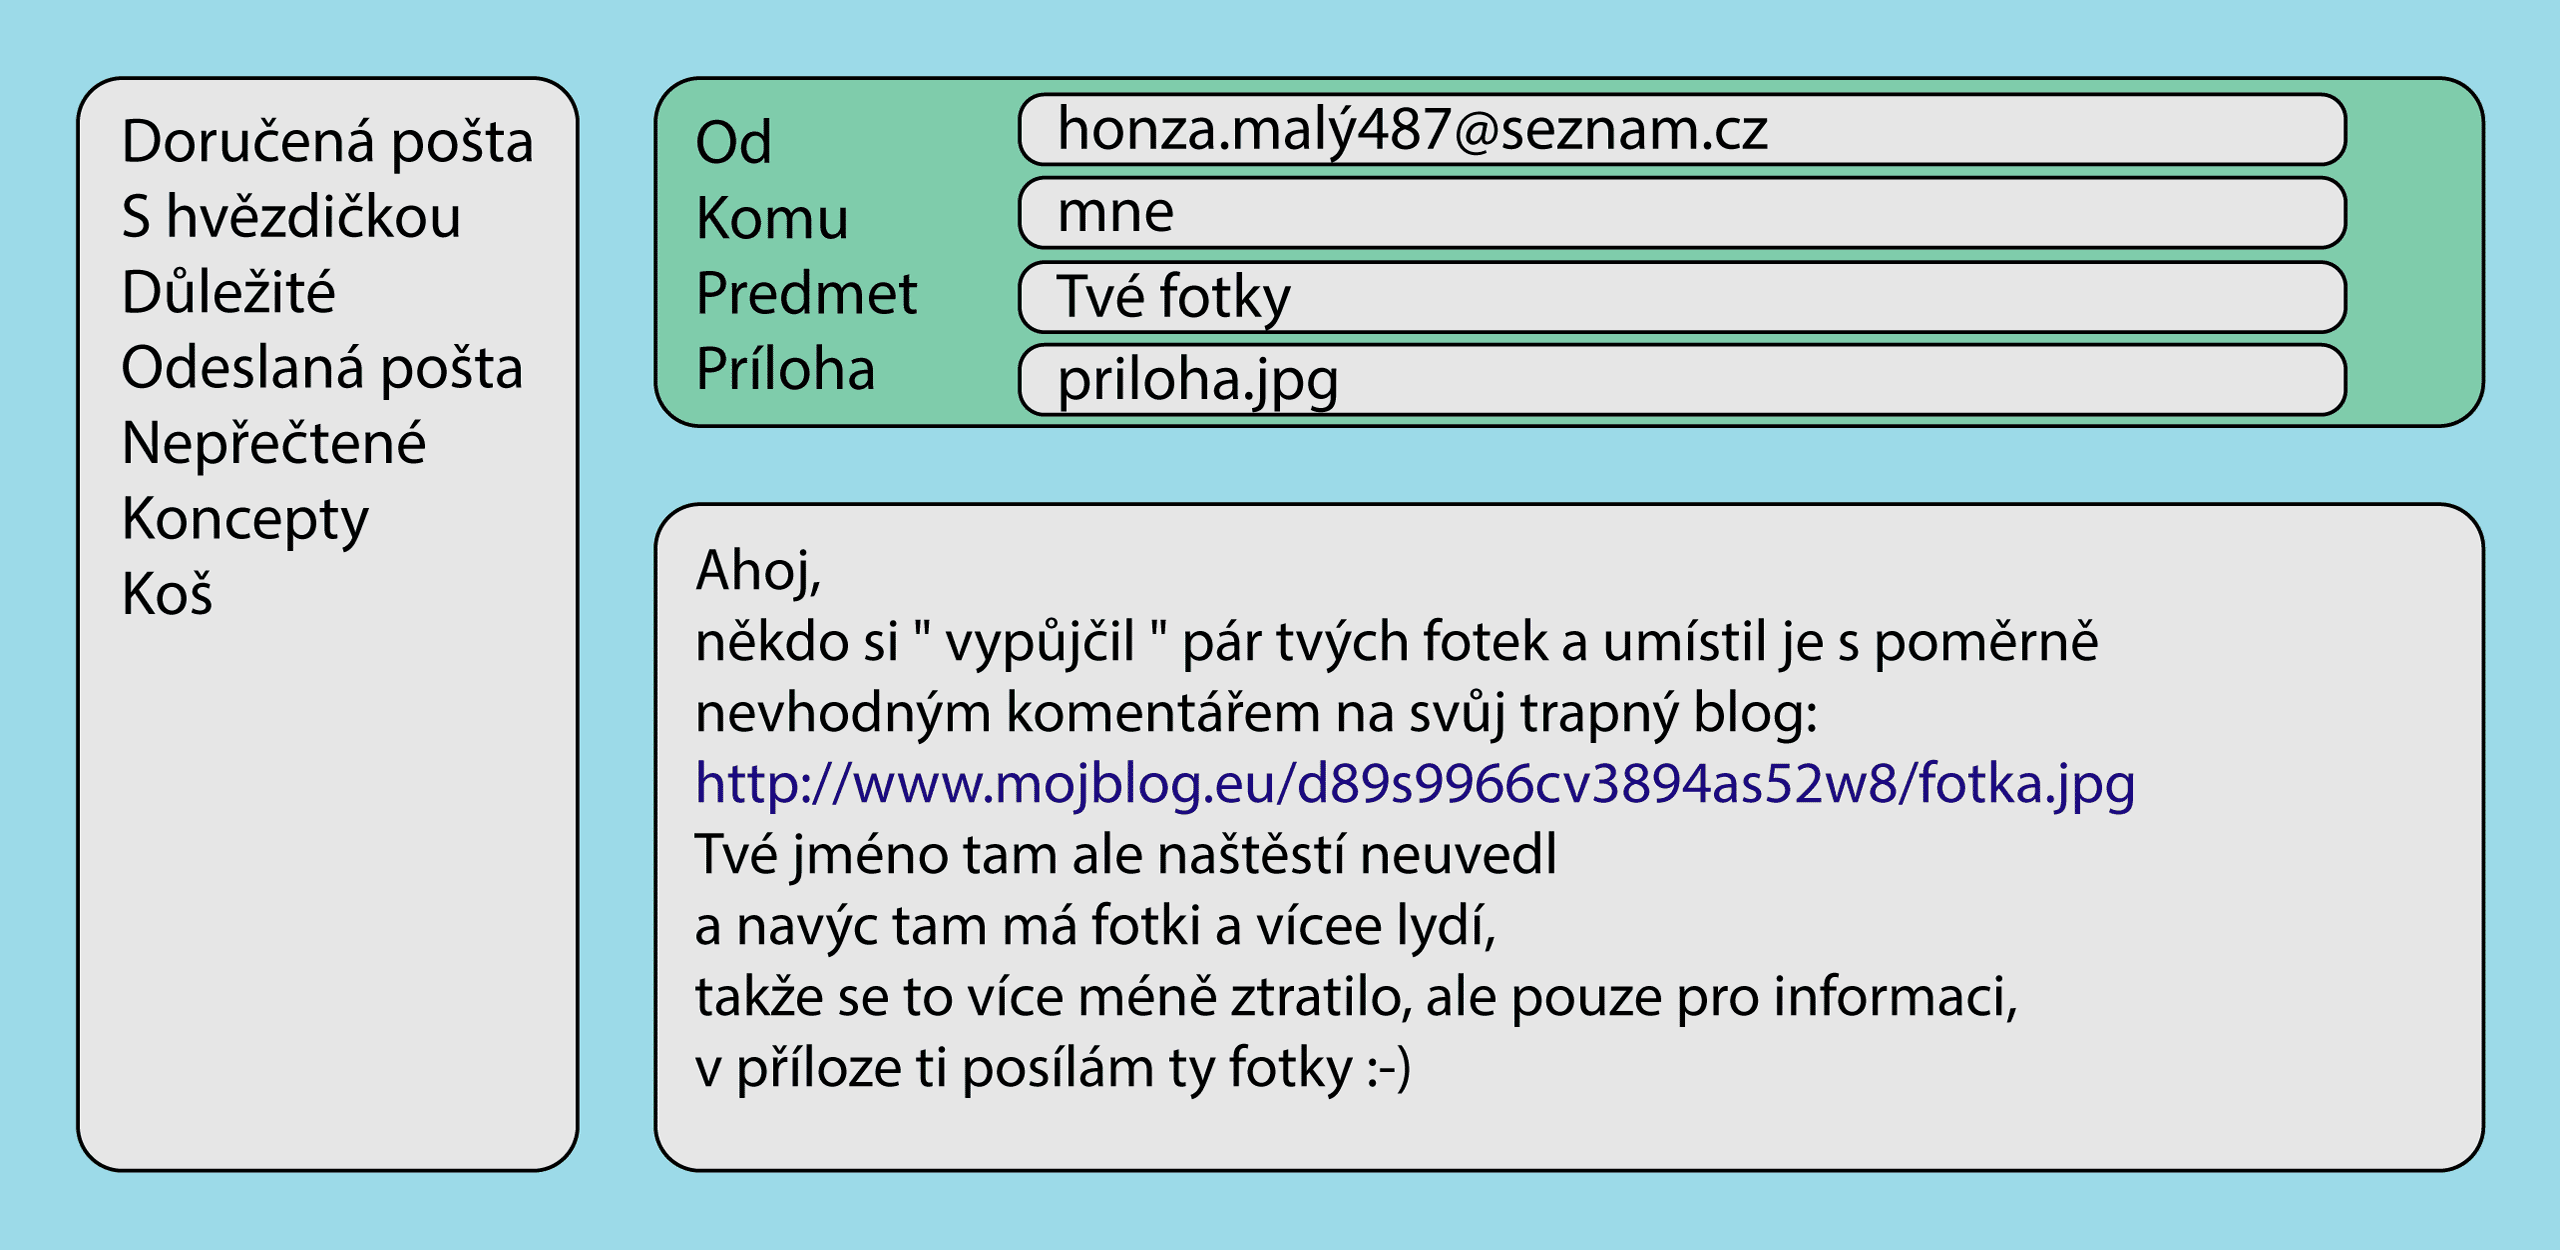 Doručená pošta
S hvězdičkou
Důležité
Odeslaná pošta
Nepřečtené
Koncepty
Koš
Od honza.malý487@seznam.cz
Komu mne
Predmet Tvé fotky
Príloha priloha.jpg
Ahoj,
někdo si " vypůjčil " pár tvých fotek a umístil je s poměrně
nevhodným komentářem na svůj trapný blog:
http://www.mojblog.eu/d89s9966cv3894as52w8/fotka.jpg
Tvé jméno tam ale naštěstí neuvedl
a navýc tam má fotki a vícee lydí,
takže se to více méně ztratilo, ale pouze pro informaci,
v příloze ti posílám ty fotky :-)